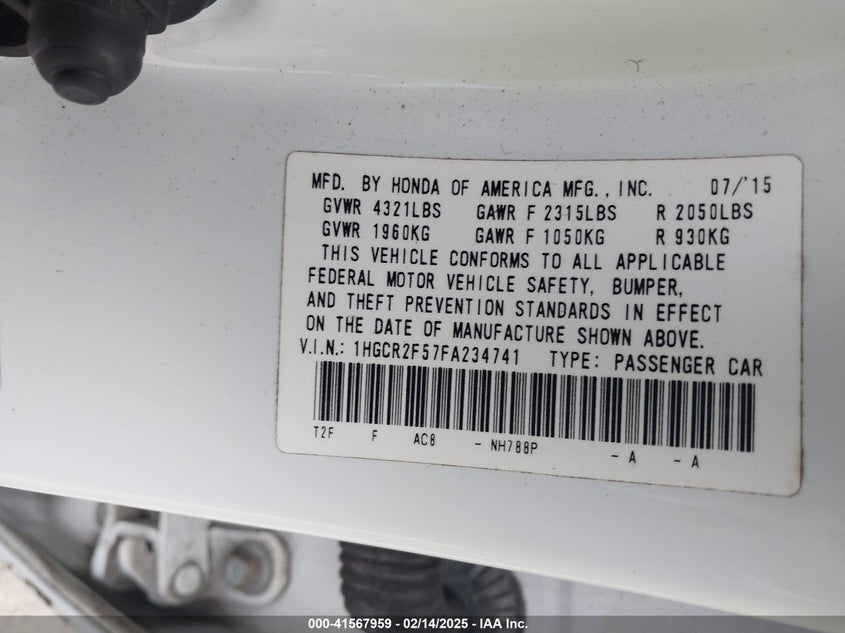 MFD. BY HONDA OF AMERICA MFG., INC. 07/'15
GVWR 4321LBS GAWR F 2315LBS R 2050LBS
GVWR 1960KG GAWR F 1050KG R 930KG
THIS VEHICLE CONFORMS TO ALL APPLICABLE
FEDERAL MOTOR VEHICLE SAFETY, BUMPER,
AND THEFT PREVENTION STANDARDS IN EFFECT
ON THE DATE OF MANUFACTURE SHOWN ABOVE.
V.I.N.: 1HGCR2F57FA234741 TYPE: PASSENGER CAR
T2F F AC8 - NH788P - A - A
000-41567959 - 02/14/2025 - IAA Inc.